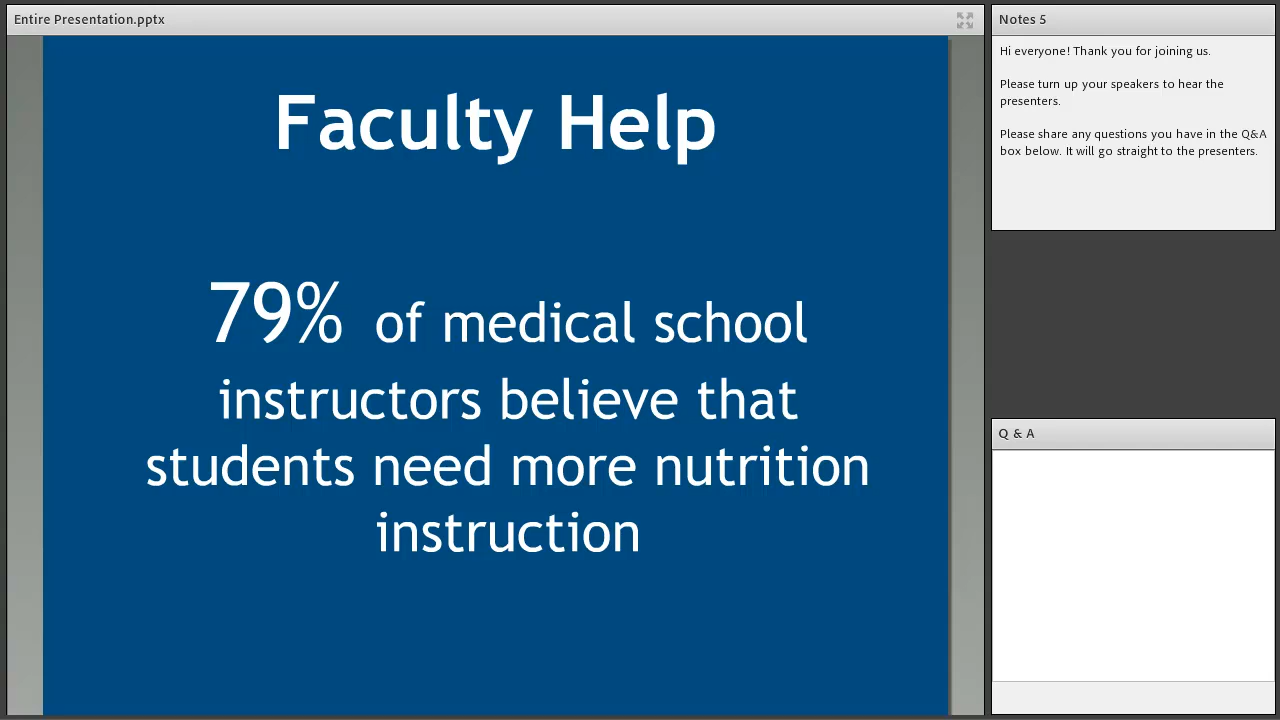 Entire Presentation.pptx
Faculty Help
79% of medical school
instructors believe that
students need more nutrition
instruction
Notes 5
Hi everyone! Thank you for joining us.
Please turn up your speakers to hear the
presenters.
Please share any questions you have in the Q&A
box below. It will go straight to the presenters.
Q & A